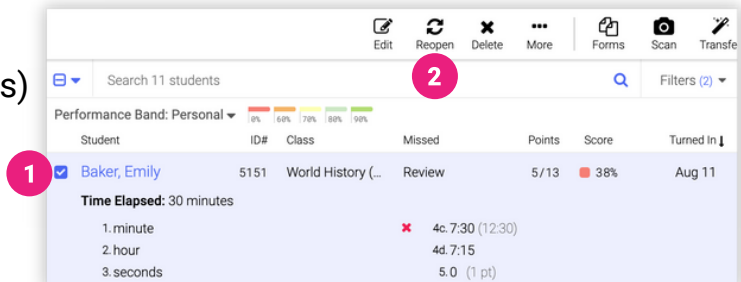 Edit Reopen Delete More Forms Scan Transfe
s)
Search 11 students
2
Filters (2)
Performance Band: Personal 0% 60% 70% 80% 90%
Student ID# Class Missed Points Score Turned In
1 Baker, Emily 5151 World History (... Review 5/13 38% Aug 11
Time Elapsed: 30 minutes
1. minute 4c. 7:30 (12:30)
2. hour 4d. 7:15
3. seconds 5. 0 (1 pt)